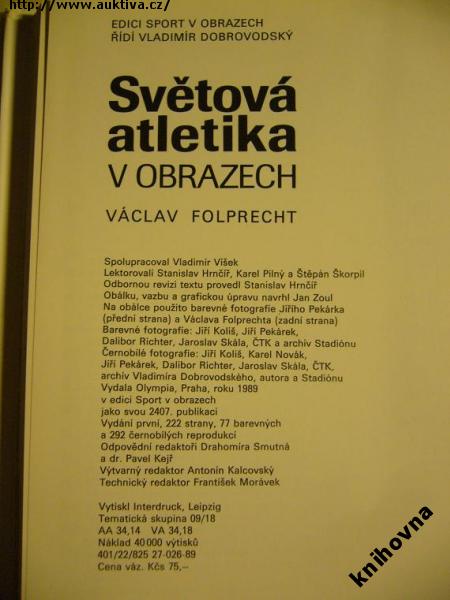 http://www.auktiva.cz/
EDICI SPORT V OBRAZECH
ŘÍDÍ VLADIMÍR DOBROVODSKÝ
Světová
atletika
V OBRAZECH
VÁCLAV FOLPRECHT
Spolupracoval Vladimír Víšek
Lektorovali Stanislav Hrnčíř, Karel Pilný a Štěpán Škorpil
Odbornou revizi textu provedl Stanislav Hrnčíř
Obálku, vazbu a grafickou úpravu navrhl Jan Zoul
Na obálce použito barevné fotografie Jiřího Pekárka
(přední strana) a Václava Folprechta (zadní strana)
Barevné fotografie: Jiří Koliš, Jiří Pekárek,
Dalibor Richter, Jaroslav Skála, ČTK a archív Stadiónu
Černobílé fotografie: Jiří Koliš, Karel Novák,
Jiří Pekárek, Dalibor Richter, Jaroslav Skála, ČTK,
archív Vladimíra Dobrovodského, autora a Stadiónu
Vydala Olympia, Praha, roku 1989
v edici Sport v obrazech
jako svou 2407. publikaci
Vydání první, 222 strany, 77 barevných
a 292 černobílých reprodukcí
Odpovědní redaktoři Drahomíra Smutná
a dr. Pavel Kejř
Výtvarný redaktor Antonín Kalcovský
Technický redaktor František Morávek
Vytiskl Interdruck, Leipzig
Tematická skupina 09/18
AA 34,14 VA 34,18
Náklad 40 000 výtisků
401/22/825 27-026-89
Cena váz. Kčs 75,—
knihovna